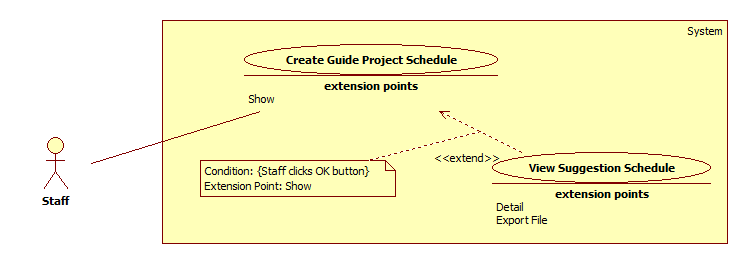 System
Create Guide Project Schedule
extension points
Show
Staff
Condition: {Staff clicks OK button}
Extension Point: Show
<<extend>>
View Suggestion Schedule
extension points
Detail
Export File